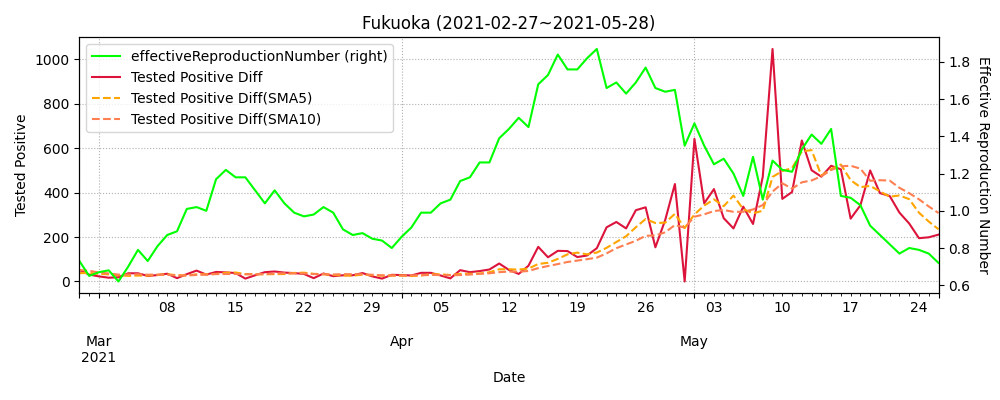 Fukuoka (2021-02-27~2021-05-28)
effectiveReproductionNumber (right)
Tested Positive Diff
Tested Positive Diff(SMA5)
Tested Positive Diff(SMA10)
Tested Positive
1000
800
600
400
200
0
Effective Reproduction Number
1.8
1.6
1.4
1.2
1.0
0.8
0.6
08 15 22 29 05 12 19 26 03 10 17 24
Mar Apr May
2021
Date